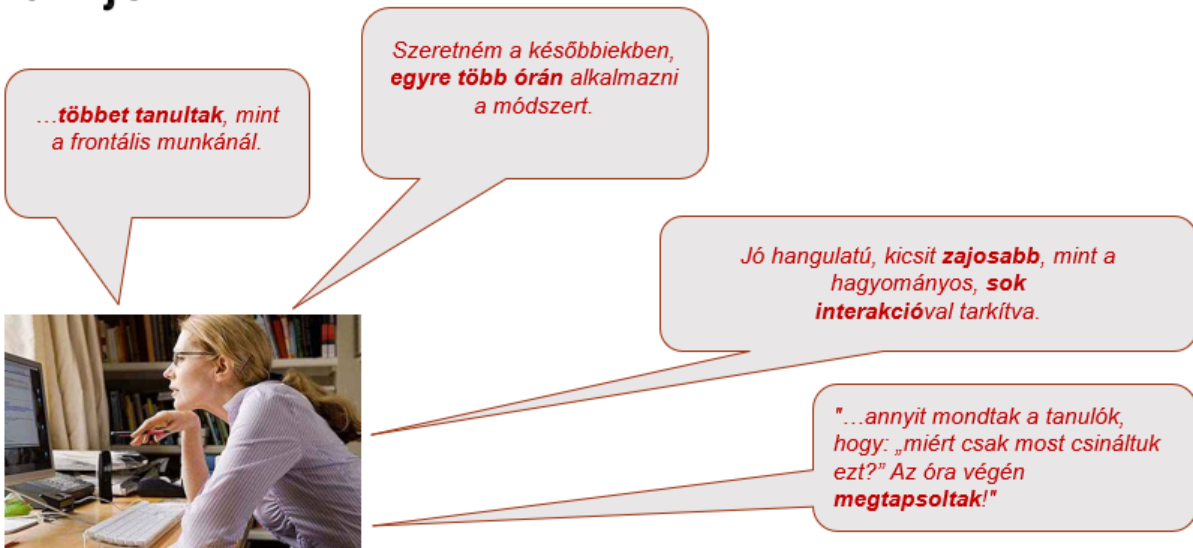 …többet tanultak, mint
a frontális munkánál.
Szeretném a későbbiekben,
egyre több órán alkalmazni
a módszert.
Jó hangulatú, kicsit zajosabb, mint a
hagyományos, sok
interakcióval tarkítva.
"…annyit mondtak a tanulók,
hogy: „miért csak most csináltuk
ezt?” Az óra végén
megtapsoltak!"